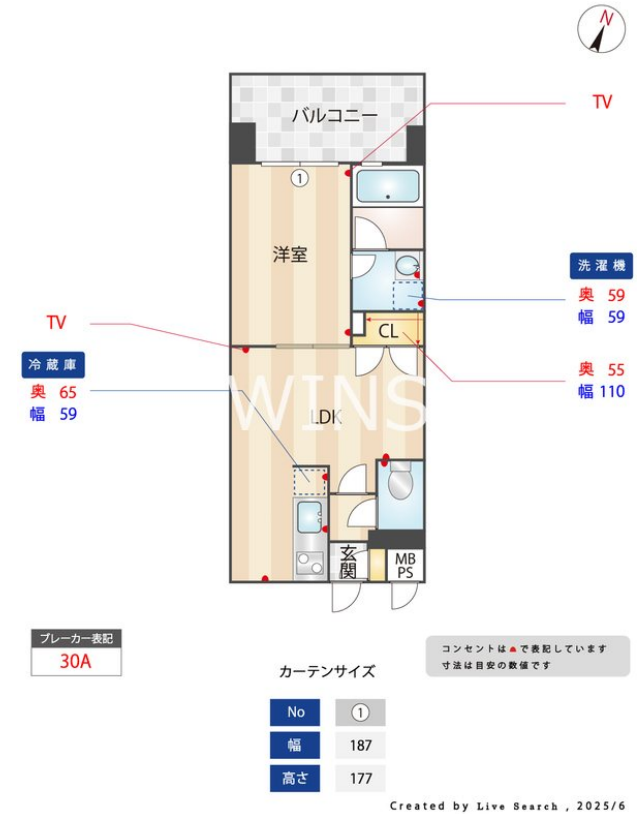 N
バルコニー
TV
①
洋室
洗濯機
奥 59
幅 59
TV
CL
冷蔵庫
奥 65
幅 59
奥 55
幅 110
WINS
LDK
玄関
MB
PS
ブレーカー表記
30A
コンセントは で表記しています
寸法は目安の数値です
カーテンサイズ
No ①
幅 187
高さ 177
Created by Live Search , 2025/6